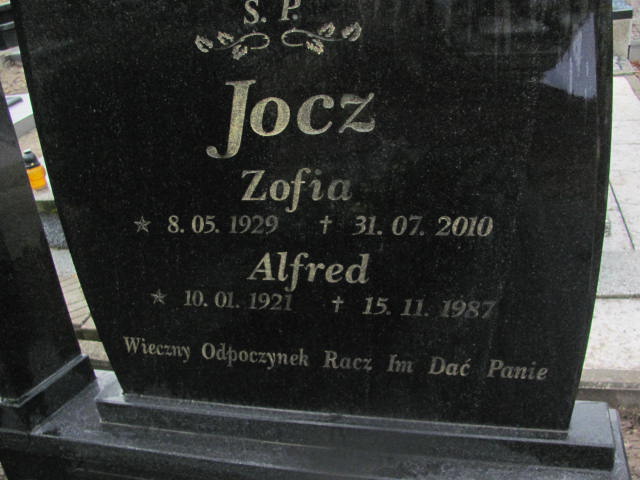 Ś. P.
Jocz
Zofia
☆ 8. 05. 1929 † 31. 07. 2010
Alfred
☆ 10. 01. 1921 † 15. 11. 1987
Wieczny Odpoczynek Racz Im Dać Panie